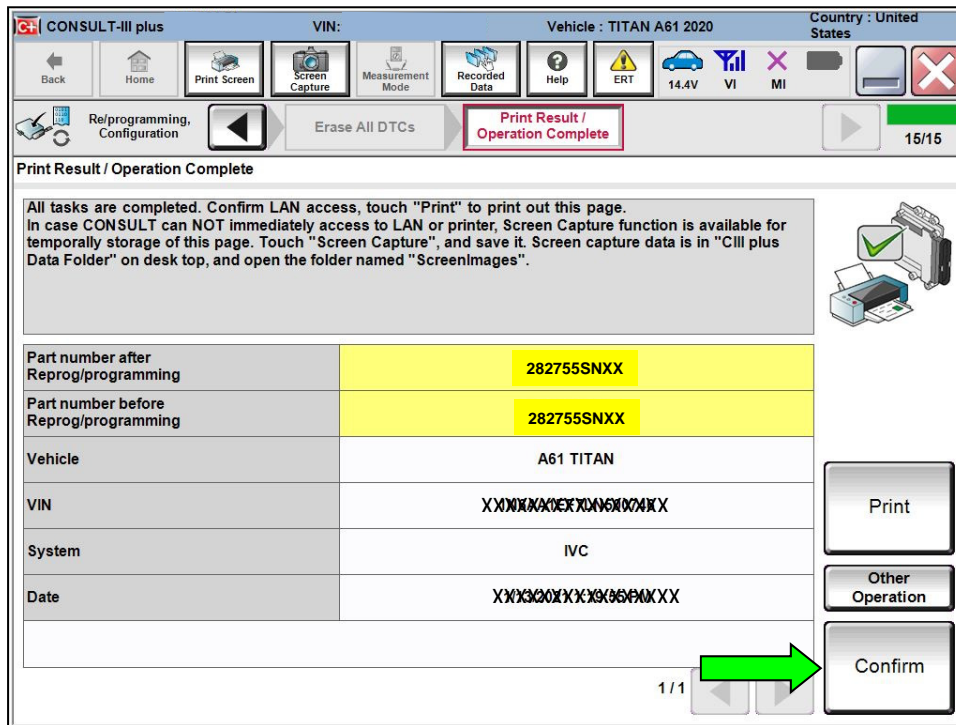 C+ CONSULT-III plus VIN: Vehicle : TITAN A61 2020 Country : United States
Back Home Print Screen Screen Capture Measurement Mode Recorded Data Help ERT 14.4V VI MI
Re/programming, Configuration Erase All DTCs Print Result / Operation Complete 15/15
Print Result / Operation Complete
All tasks are completed. Confirm LAN access, touch "Print" to print out this page.
In case CONSULT can NOT immediately access to LAN or printer, Screen Capture function is available for
temporally storage of this page. Touch "Screen Capture", and save it. Screen capture data is in "CIII plus
Data Folder" on desk top, and open the folder named "ScreenImages".
Part number after
Reprog/programming
282755SNXX
Part number before
Reprog/programming
282755SNXX
Vehicle A61 TITAN
VIN
System IVC
Date
Print
Other
Operation
Confirm
1/1